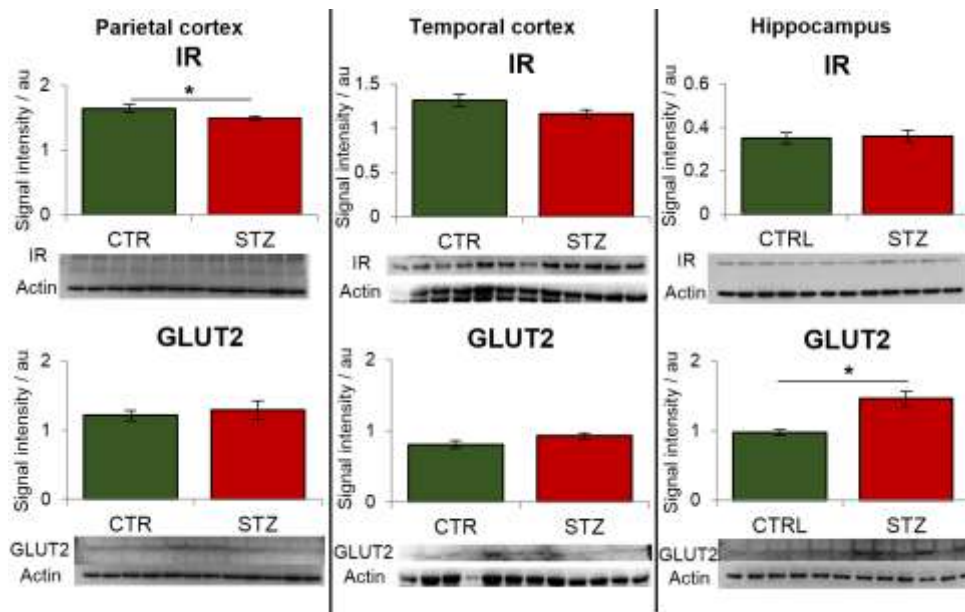 Parietal cortex
IR
Signal intensity / au
2
1
0
*
CTR STZ
IR
Actin
GLUT2
Signal intensity / au
2
1
0
CTR STZ
GLUT2
Actin
Temporal cortex
IR
Signal intensity / au
1.5
1
0.5
0
CTR STZ
IR
Actin
GLUT2
Signal intensity / au
2
1
0
CTR STZ
GLUT2
Actin
Hippocampus
IR
Signal intensity / au
0.6
0.4
0.2
0
CTRL STZ
IR
Actin
GLUT2
Signal intensity / au
2
1
0
*
CTRL STZ
GLUT2
Actin